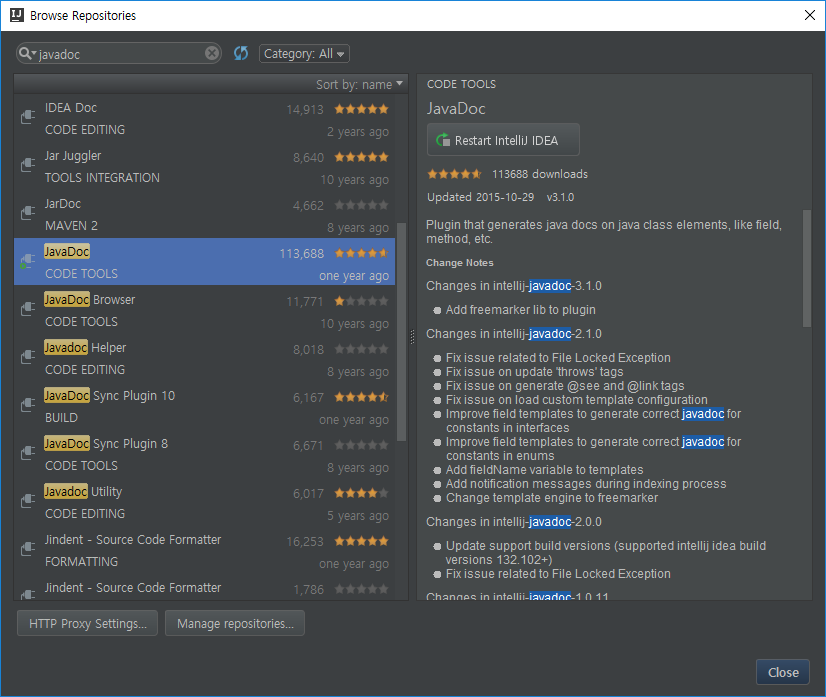 IJ Browse Repositories
javadoc
Category: All
Sort by: name
IDEA Doc 14,913
CODE EDITING 2 years ago
Jar Juggler 8,640
TOOLS INTEGRATION 10 years ago
JarDoc 4,662
MAVEN 2 8 years ago
JavaDoc 113,688
CODE TOOLS one year ago
JavaDoc Browser 11,771
CODE TOOLS 10 years ago
Javadoc Helper 8,018
CODE EDITING 8 years ago
JavaDoc Sync Plugin 10 6,167
BUILD one year ago
JavaDoc Sync Plugin 8 6,671
CODE TOOLS 8 years ago
Javadoc Utility 6,017
CODE EDITING 5 years ago
Jindent - Source Code Formatter 16,253
FORMATTING one year ago
Jindent - Source Code Formatter 1,786
CODE TOOLS
JavaDoc
Restart IntelliJ IDEA
113688 downloads
Updated 2015-10-29 v3.1.0
Plugin that generates java docs on java class elements, like field,
method, etc.
Change Notes
Changes in intellij-javadoc-3.1.0
Add freemarker lib to plugin
Changes in intellij-javadoc-2.1.0
Fix issue related to File Locked Exception
Fix issue on update 'throws' tags
Fix issue on generate @see and @link tags
Fix issue on load custom template configuration
Improve field templates to generate correct javadoc for
constants in interfaces
Improve field templates to generate correct javadoc for
constants in enums
Add fieldName variable to templates
Add notification messages during indexing process
Change template engine to freemarker
Changes in intellij-javadoc-2.0.0
Update support build versions (supported intellij idea build
versions 132.102+)
Fix issue related to File Locked Exception
Changes in intellij-javadoc-1.0.11
HTTP Proxy Settings...
Manage repositories...
Close